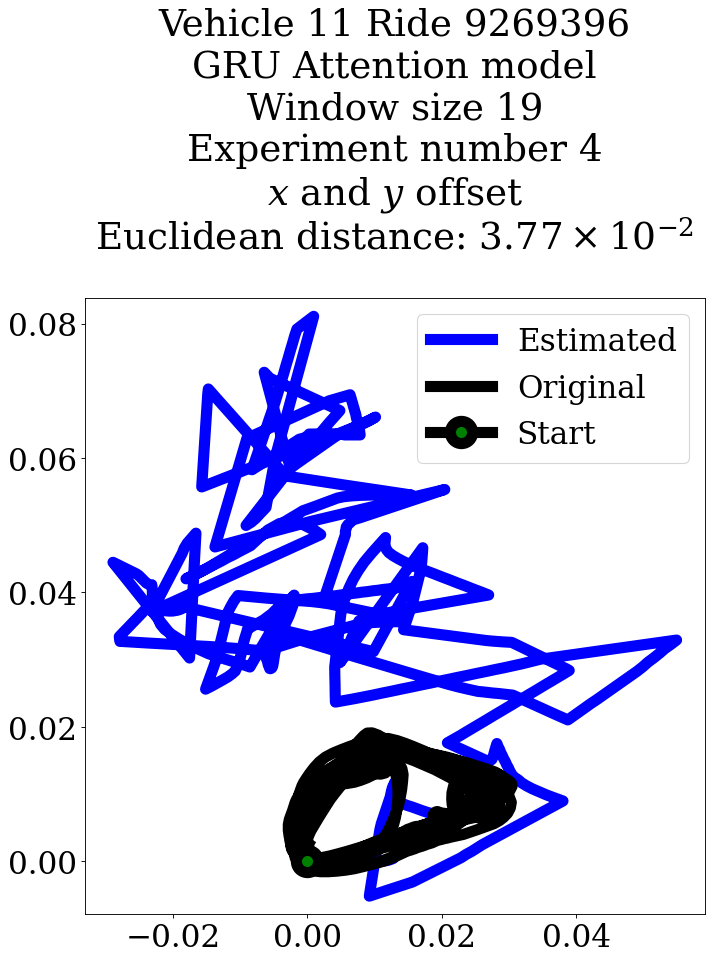 Vehicle 11 Ride 9269396
GRU Attention model
Window size 19
Experiment number 4
x and y offset
Euclidean distance: 3.77 × 10⁻²
Estimated
Original
Start
0.08
0.06
0.04
0.02
0.00
−0.02 0.00 0.02 0.04